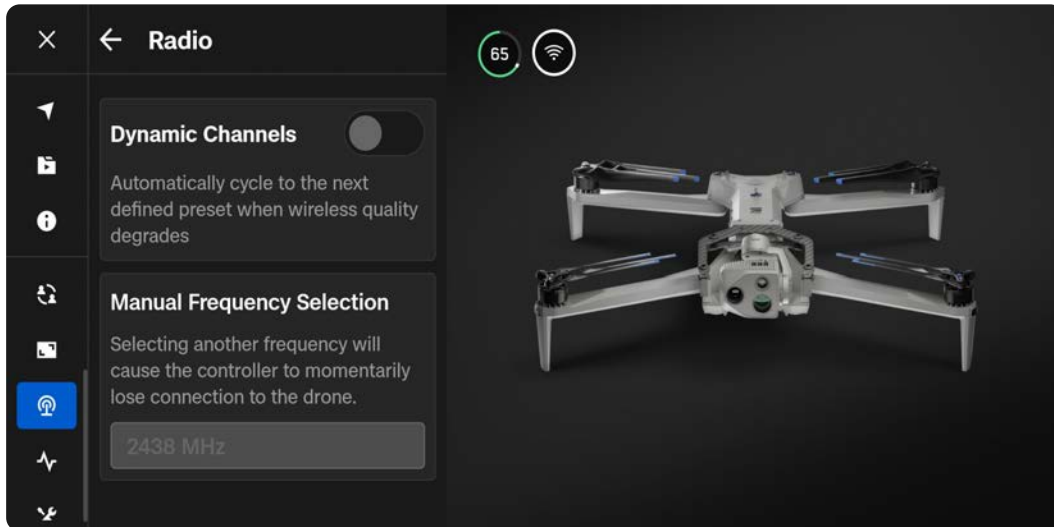 Radio
65
Dynamic Channels
Automatically cycle to the next
defined preset when wireless quality
degrades
Manual Frequency Selection
Selecting another frequency will
cause the controller to momentarily
lose connection to the drone.
2438 MHz